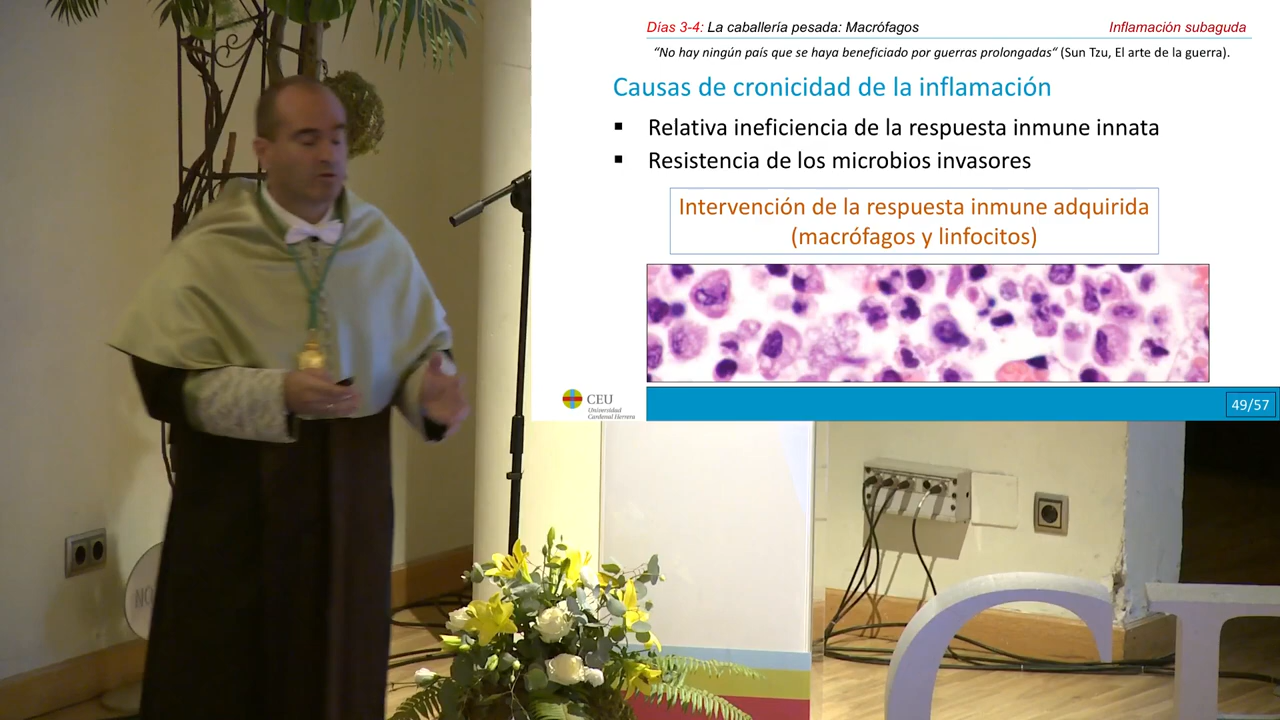 Días 3-4: La caballería pesada: Macrófagos
Inflamación subaguda
“No hay ningún país que se haya beneficiado por guerras prolongadas“ (Sun Tzu, El arte de la guerra).
Causas de cronicidad de la inflamación
▪ Relativa ineficiencia de la respuesta inmune innata
▪ Resistencia de los microbios invasores
Intervención de la respuesta inmune adquirida
(macrófagos y linfocitos)
CEU
Universidad
Cardenal Herrera
49/57
NO
CE